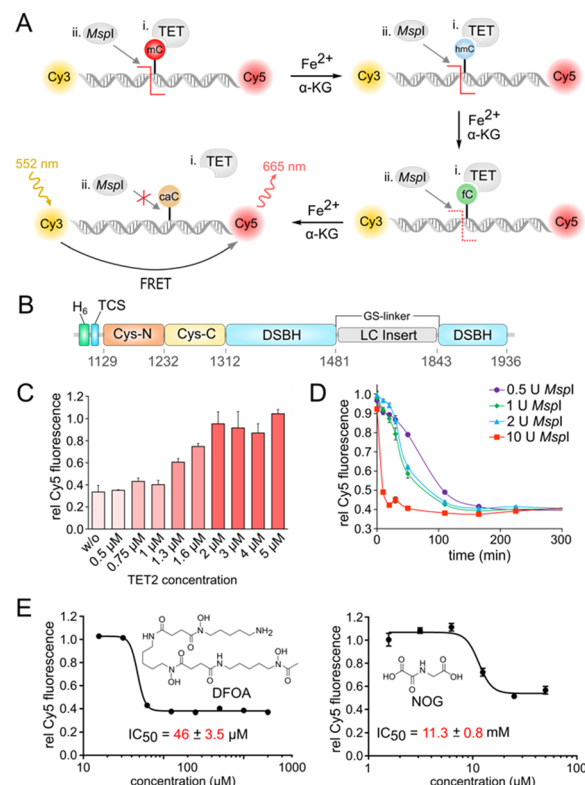 A
ii. MspI
i. TET
mC
Cy3
Cy5
Fe2+
α-KG
ii. MspI
i. TET
hmC
Cy3
Cy5
Fe2+
α-KG
552 nm
ii. MspI
i. TET
caC
665 nm
Cy3
Cy5
FRET
Fe2+
α-KG
ii. MspI
i. TET
fC
Cy3
Cy5
B
H6 TCS
GS-linker
Cys-N Cys-C DSBH LC Insert DSBH
1129 1232 1312 1481 1843 1936
C
rel Cy5 fluorescence
1.2
1.0
0.8
0.6
0.4
0.2
0
w/o 0.5 µM 0.75 µM 1 µM 1.3 µM 1.6 µM 2 µM 3 µM 4 µM 5 µM
TET2 concentration
D
rel Cy5 fluorescence
1.0
0.9
0.8
0.7
0.6
0.5
0.4
0.3
0 100 200 300
time (min)
0.5 U MspI
1 U MspI
2 U MspI
10 U MspI
E
rel Cy5 fluorescence
1.2
1.0
0.8
0.6
0.4
0.2
0
10 100 1000
concentration (µM)
OH
N
NH2
O
O
NH
N
OH
O
O
N
H
OH
N
O
DFOA
IC50 = 46 ± 3.5 µM
rel Cy5 fluorescence
1.2
1.0
0.8
0.6
0.4
0.2
0
1 10 100
concentration (µM)
O
HO
O
H
N
O
OH
NOG
IC50 = 11.3 ± 0.8 mM